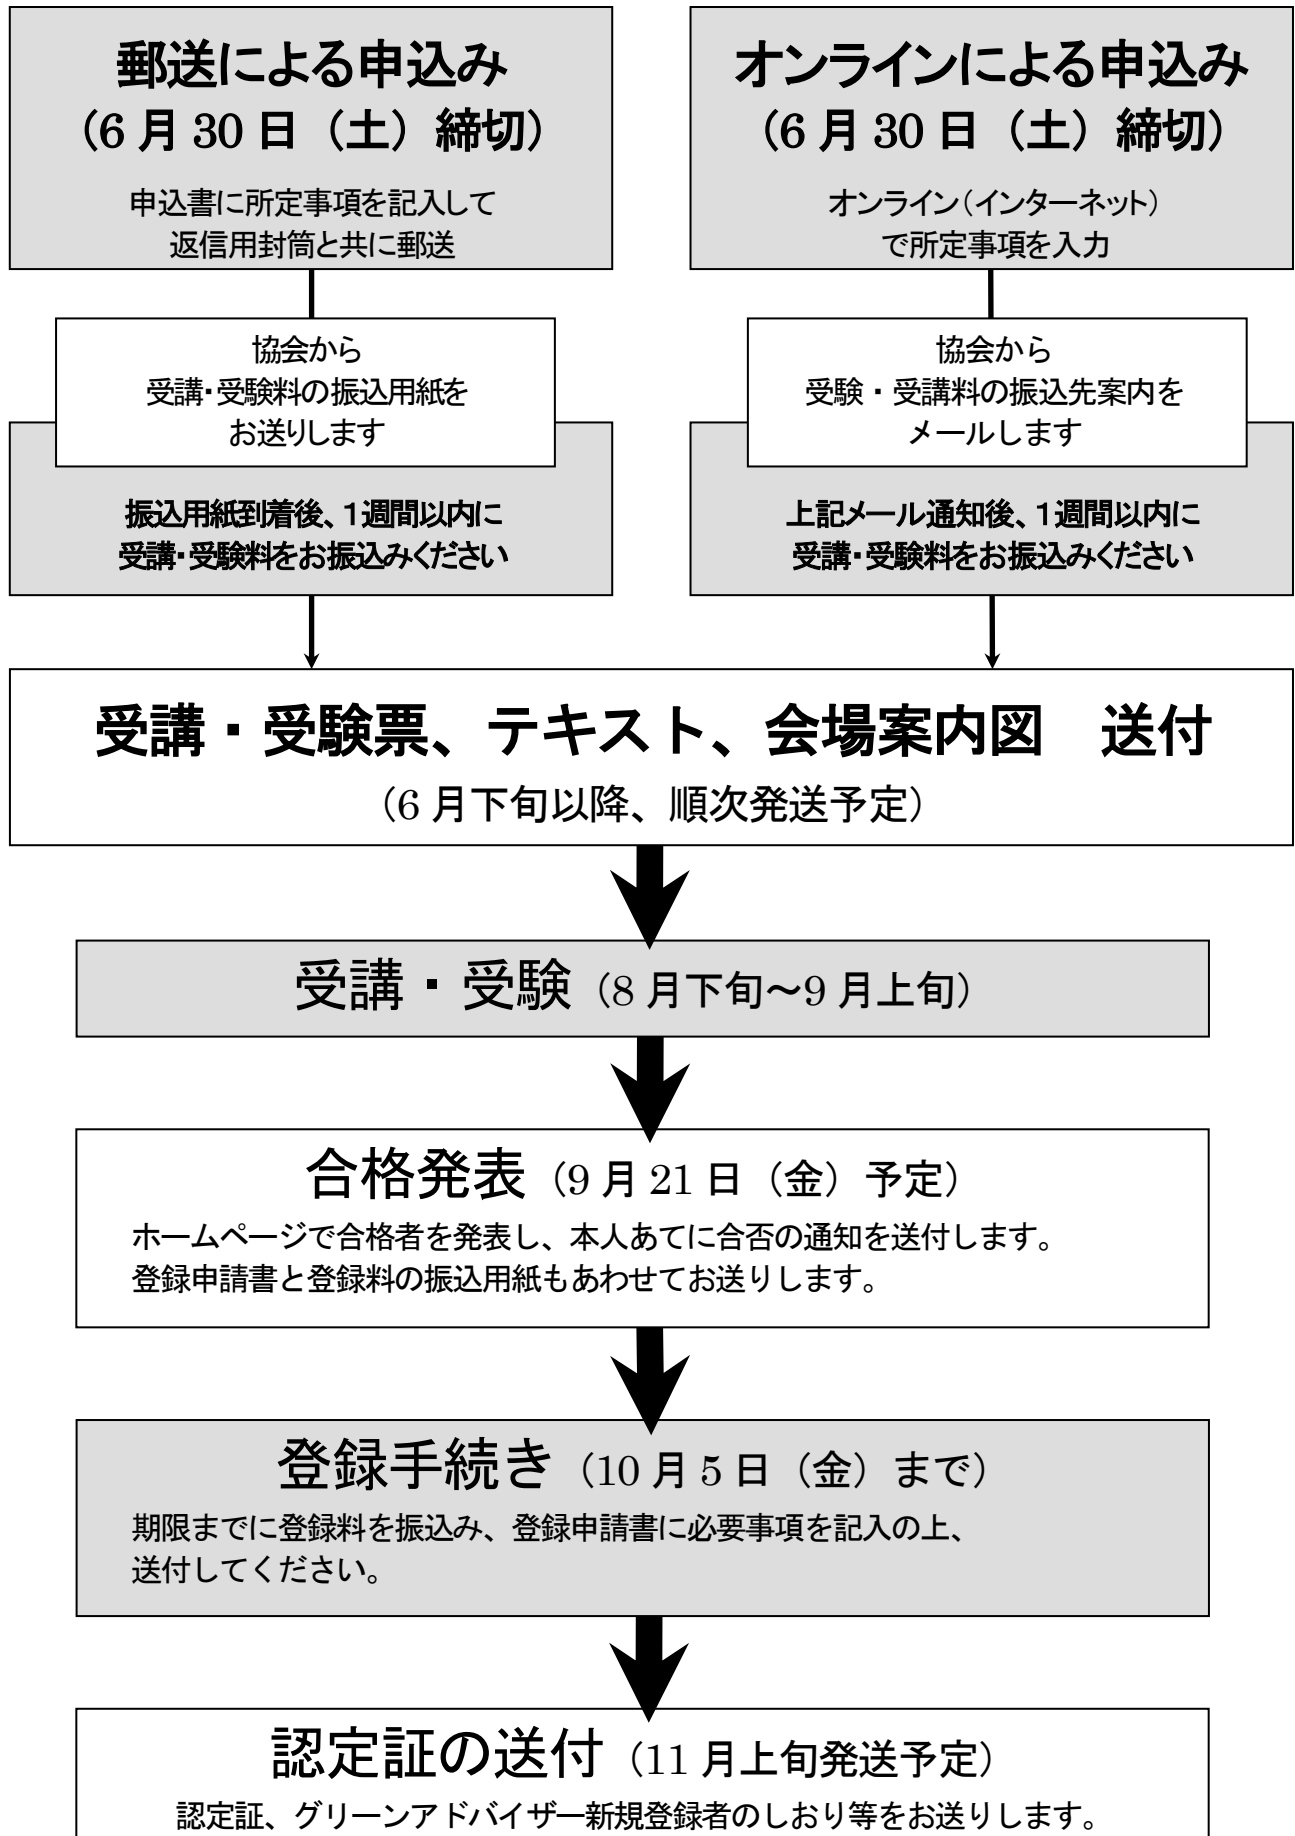 郵送による申込み
（6 月 30 日（土）締切）
申込書に所定事項を記入して
返信用封筒と共に郵送
協会から
受講・受験料の振込用紙を
お送りします
振込用紙到着後、１週間以内に
受講・受験料をお振込みください
オンラインによる申込み
（6 月 30 日（土）締切）
オンライン（インターネット）
で所定事項を入力
協会から
受験・受講料の振込先案内を
メールします
上記メール通知後、１週間以内に
受講・受験料をお振込みください
受講・受験票、テキスト、会場案内図　送付
（6 月下旬以降、順次発送予定）
受講・受験（8 月下旬～9 月上旬）
合格発表（9 月 21 日（金）予定）
ホームページで合格者を発表し、本人あてに合否の通知を送付します。
登録申請書と登録料の振込用紙もあわせてお送りします。
登録手続き（10 月 5 日（金）まで）
期限までに登録料を振込み、登録申請書に必要事項を記入の上、
送付してください。
認定証の送付（11 月上旬発送予定）
認定証、グリーンアドバイザー新規登録者のしおり等をお送りします。